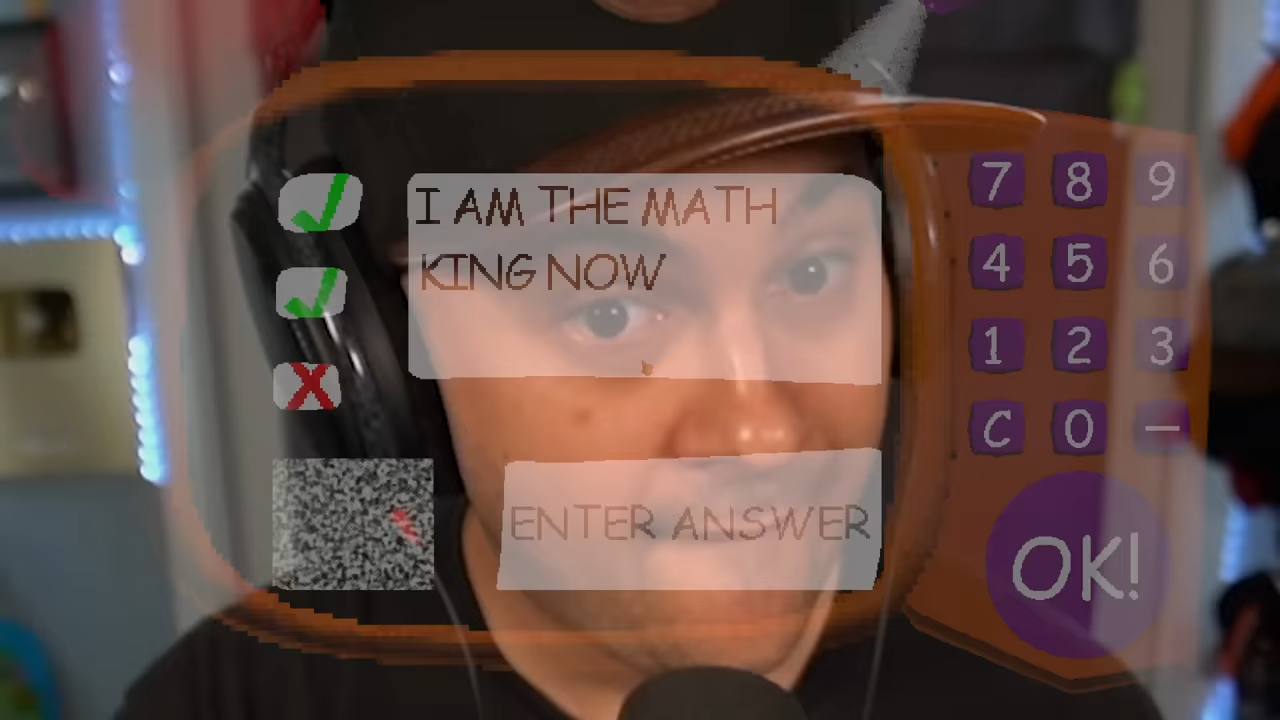 I AM THE MATH
KING NOW
ENTER ANSWER
7 8 9
4 5 6
1 2 3
C 0 —
OK!